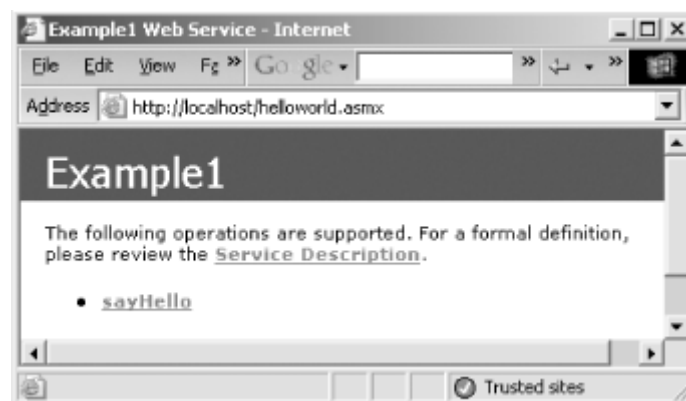 Example1 Web Service - Internet
File Edit View Fa » Google »
Address http://localhost/helloworld.asmx
Example1
The following operations are supported. For a formal definition,
please review the Service Description.
• sayHello
Trusted sites